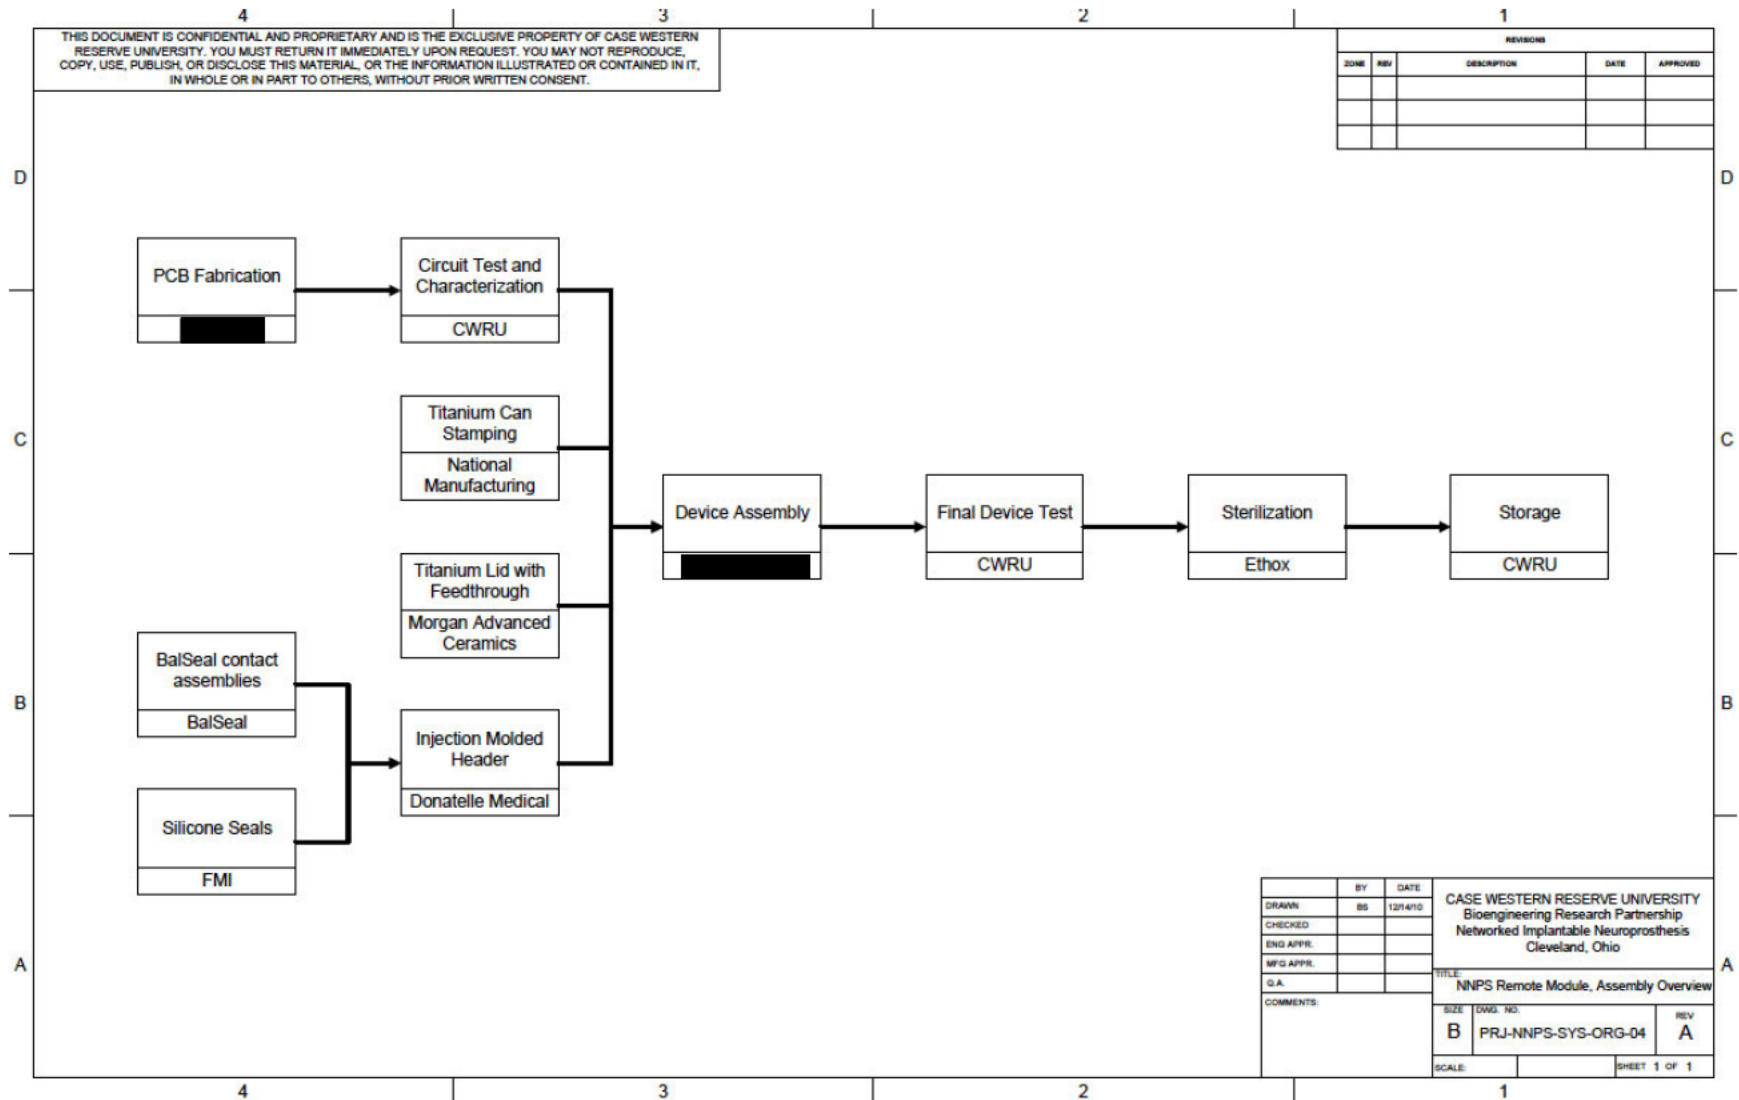 4 3 2 1
THIS DOCUMENT IS CONFIDENTIAL AND PROPRIETARY AND IS THE EXCLUSIVE PROPERTY OF CASE WESTERN
RESERVE UNIVERSITY. YOU MUST RETURN IT IMMEDIATELY UPON REQUEST. YOU MAY NOT REPRODUCE,
COPY, USE, PUBLISH, OR DISCLOSE THIS MATERIAL, OR THE INFORMATION ILLUSTRATED OR CONTAINED IN IT,
IN WHOLE OR IN PART TO OTHERS, WITHOUT PRIOR WRITTEN CONSENT.
REVISIONS
ZONE REV DESCRIPTION DATE APPROVED
D D
PCB Fabrication
Circuit Test and
Characterization
CWRU
Titanium Can
Stamping
National
Manufacturing
C C
Device Assembly
Final Device Test
CWRU
Sterilization
Ethox
Storage
CWRU
Titanium Lid with
Feedthrough
Morgan Advanced
Ceramics
BalSeal contact
assemblies
BalSeal
B B
Injection Molded
Header
Donatelle Medical
Silicone Seals
FMI
BY DATE
DRAWN BS 12/14/10
CHECKED
ENG APPR.
MFG APPR.
Q.A.
COMMENTS:
CASE WESTERN RESERVE UNIVERSITY
Bioengineering Research Partnership
Networked Implantable Neuroprosthesis
Cleveland, Ohio
A A
TITLE:
NNPS Remote Module, Assembly Overview
SIZE DWG. NO. REV
B PRJ-NNPS-SYS-ORG-04 A
SCALE: SHEET 1 OF 1
4 3 2 1